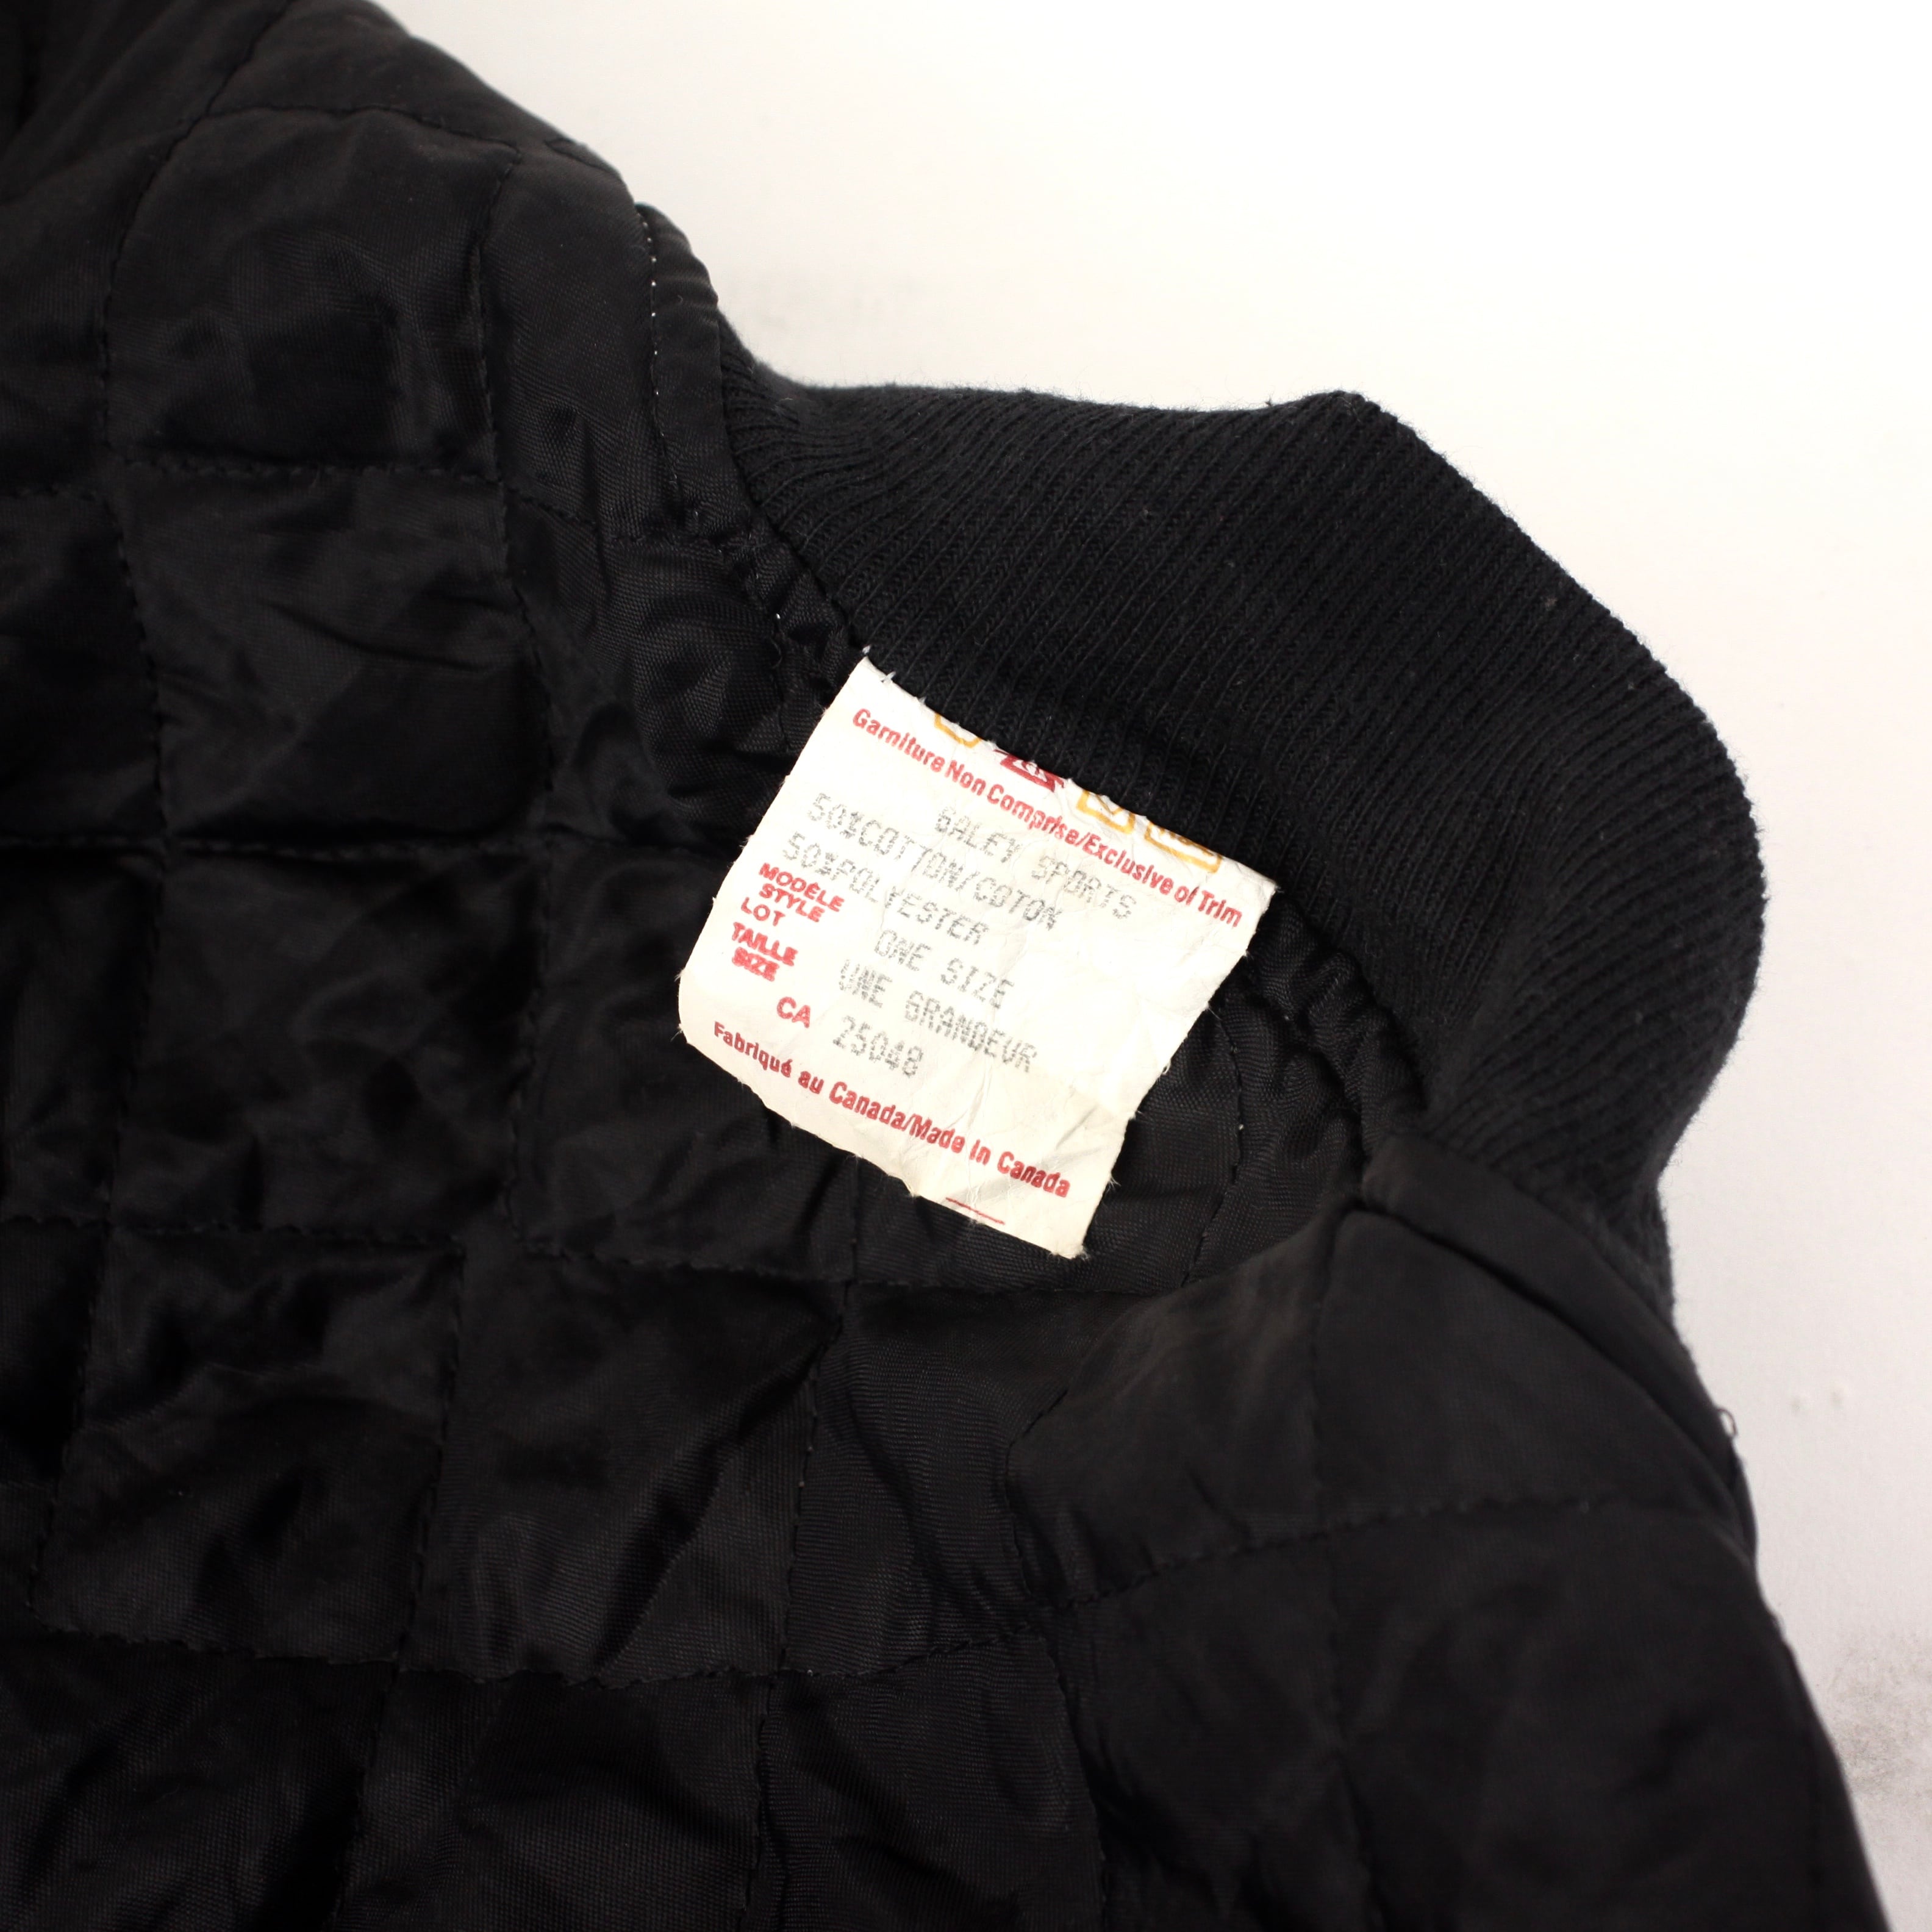 Garniture Non Comprise/Exclusive of Trim
GALEY SPORTS
50%COTTON/COTON
50%POLYESTER
MODÈLE
STYLE
LOT
ONE SIZE
TAILLE
SIZE
UNE GRANDEUR
CA 25048
Fabriqué au Canada/Made in Canada